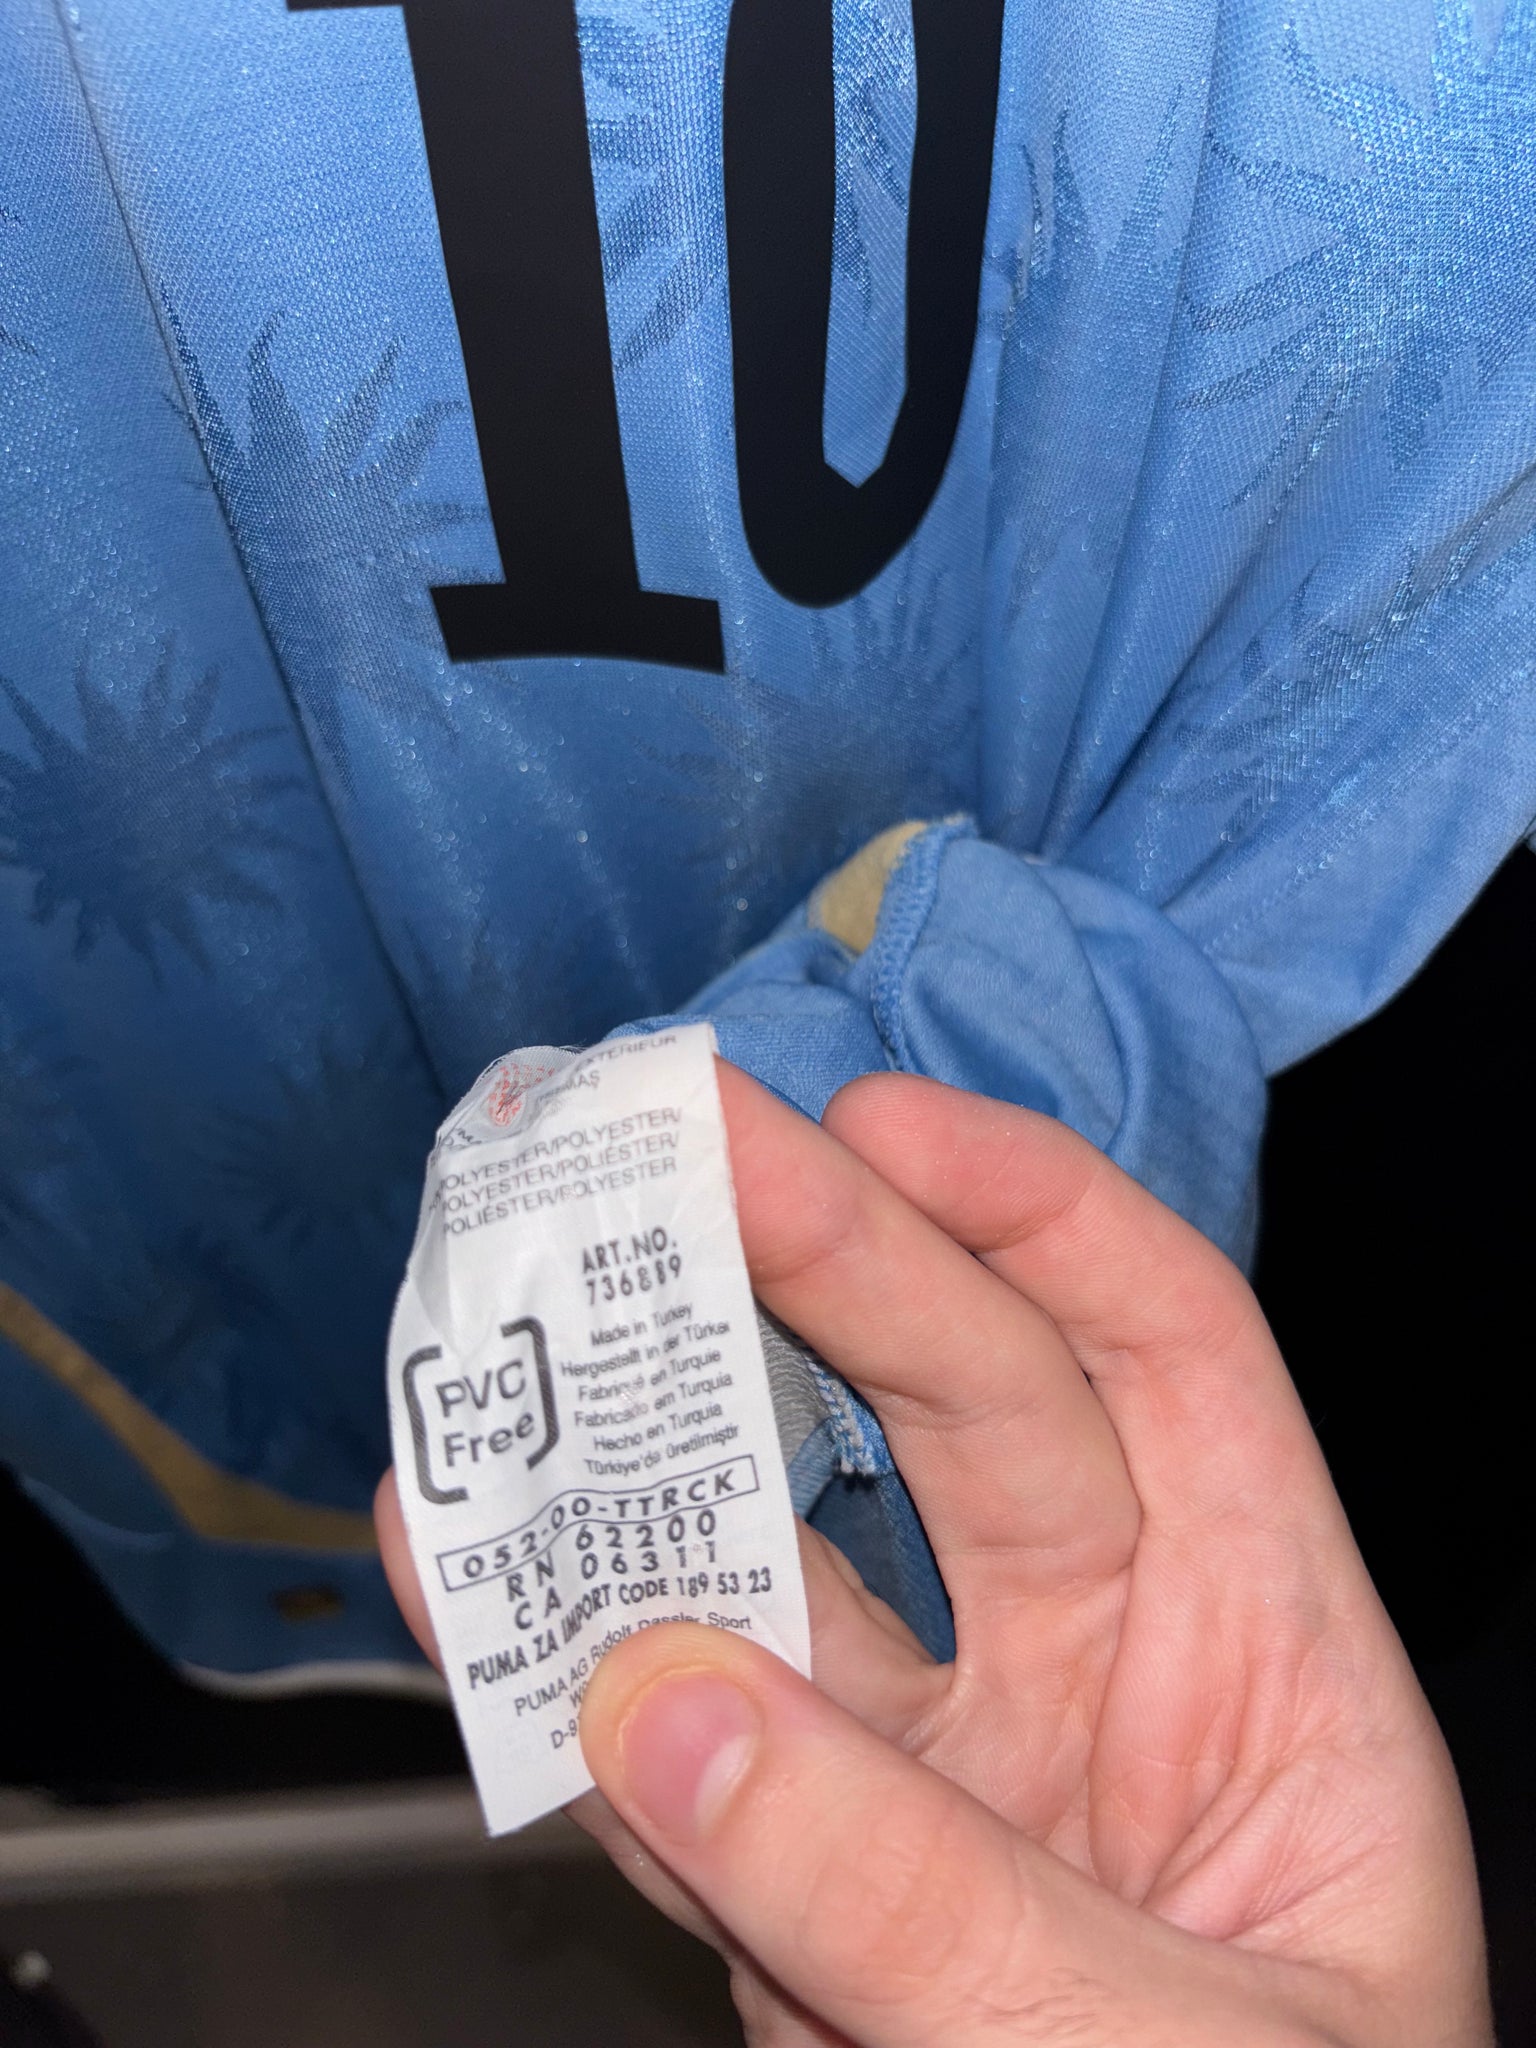 10
POLYESTER/POLYESTER/
POLYESTER/POLIÉSTER/
POLIÉSTER/POLYESTER
ART.NO.
736889
PVC
Free
Made in Turkey
Hergestellt in der Türkei
Fabriqué en Turquie
Fabricado em Turquia
Hecho en Turquia
Türkiye'de üretilmiştir
052-00-TTRCK
RN 62200
CA 06311
PUMA ZA IMPORT CODE 189 53 23
PUMA AG Rudolf Dassler Sport